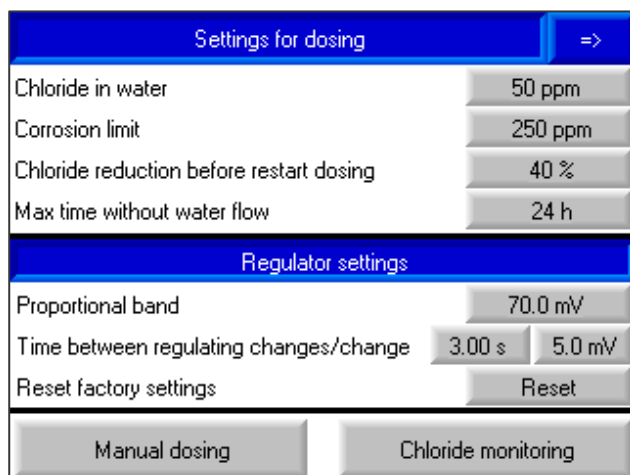 Settings for dosing =>
Chloride in water 50 ppm
Corrosion limit 250 ppm
Chloride reduction before restart dosing 40 %
Max time without water flow 24 h
Regulator settings
Proportional band 70.0 mV
Time between regulating changes/change 3.00 s 5.0 mV
Reset factory settings Reset
Manual dosing Chloride monitoring